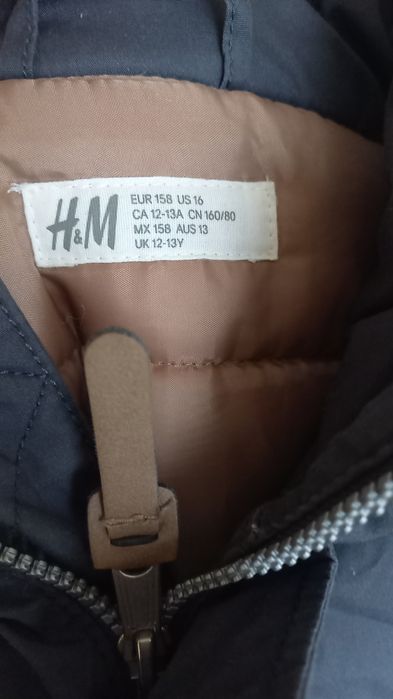 H&M
EUR 158 US 16
CA 12-13A CN 160/80
MX 158 AUS 13
UK 12-13Y